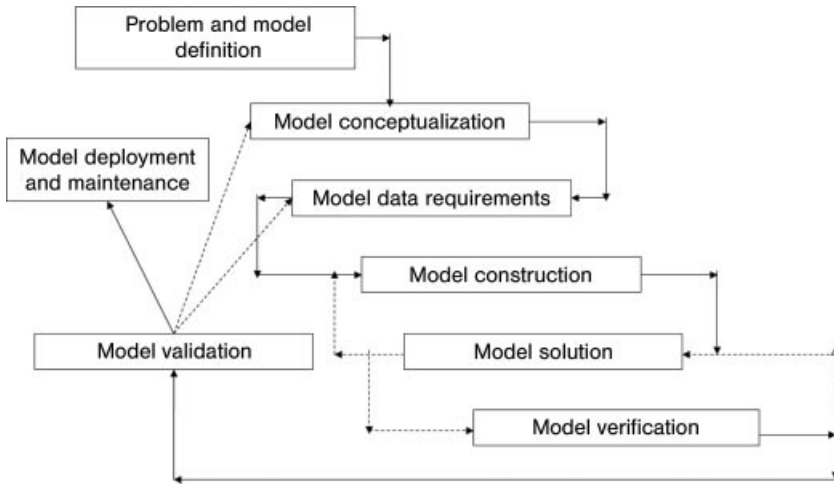 Problem and model
definition
Model conceptualization
Model deployment
and maintenance
Model data requirements
Model construction
Model validation
Model solution
Model verification